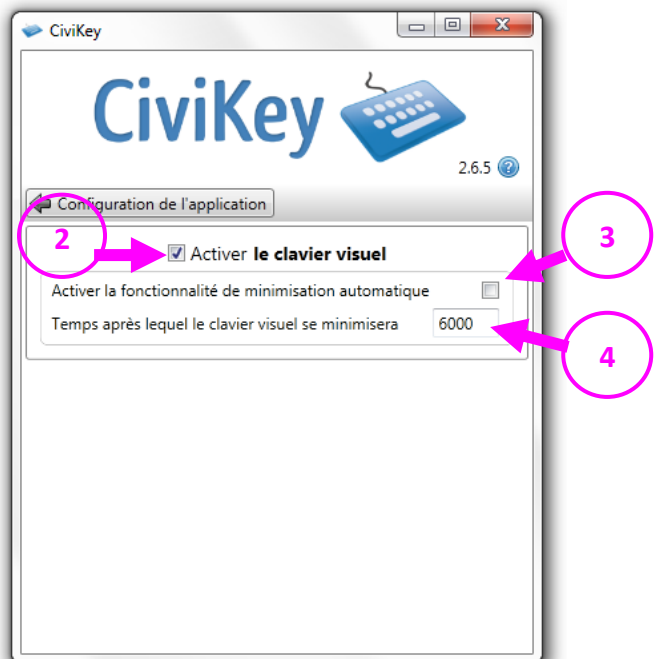 CiviKey
CiviKey
2.6.5
Configuration de l'application
2
Activer le clavier visuel
3
Activer la fonctionnalité de minimisation automatique
Temps après lequel le clavier visuel se minimisera 6000
4